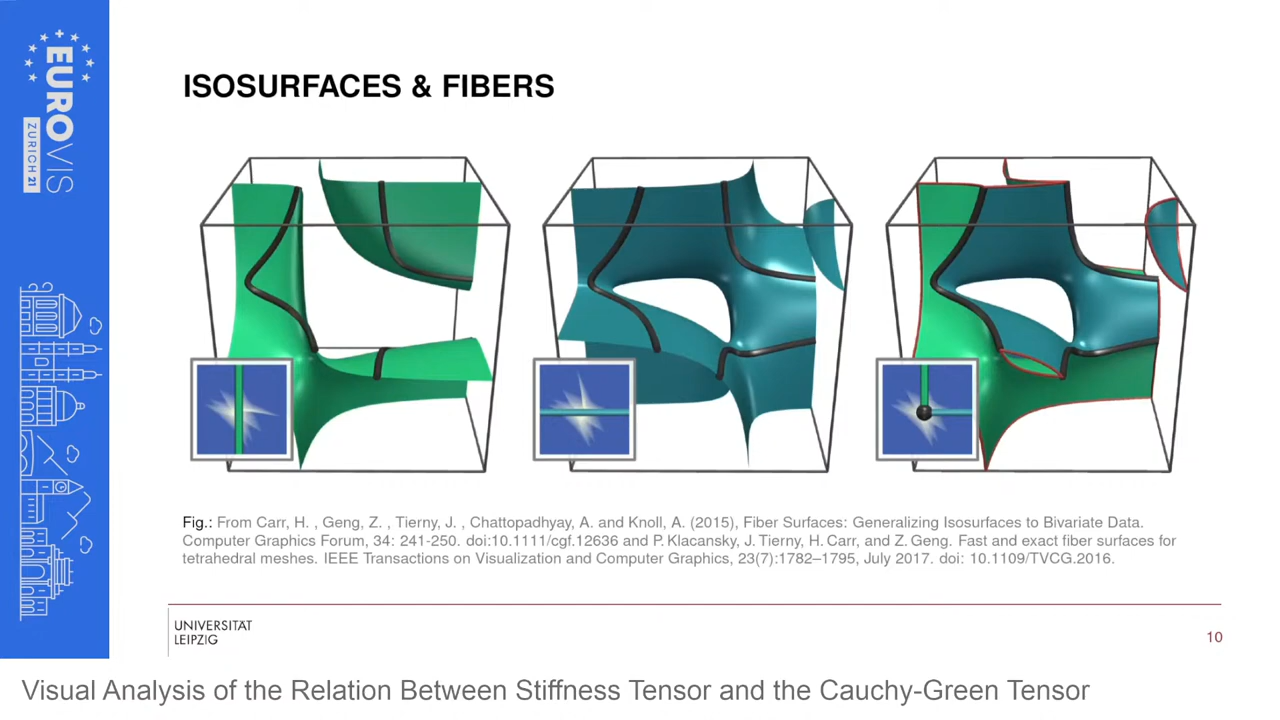 EUROVIS
ZURICH 21
ISOSURFACES & FIBERS
Fig.: From Carr, H. , Geng, Z. , Tierny, J. , Chattopadhyay, A. and Knoll, A. (2015), Fiber Surfaces: Generalizing Isosurfaces to Bivariate Data.
Computer Graphics Forum, 34: 241-250. doi:10.1111/cgf.12636 and P. Klacansky, J. Tierny, H. Carr, and Z. Geng. Fast and exact fiber surfaces for
tetrahedral meshes. IEEE Transactions on Visualization and Computer Graphics, 23(7):1782–1795, July 2017. doi: 10.1109/TVCG.2016.
UNIVERSITÄT
LEIPZIG
10
Visual Analysis of the Relation Between Stiffness Tensor and the Cauchy-Green Tensor